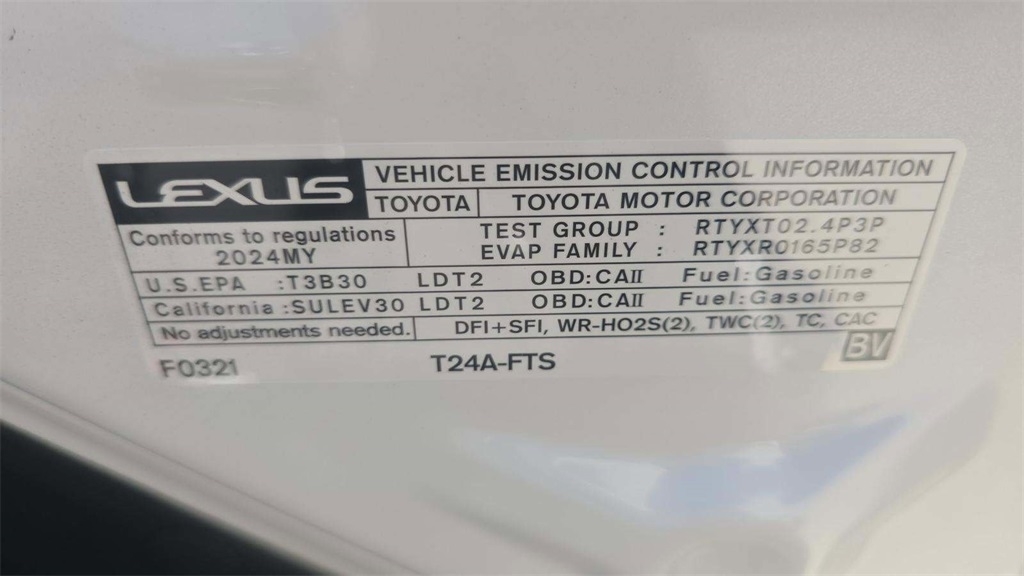 LEXUS
VEHICLE EMISSION CONTROL INFORMATION
TOYOTA TOYOTA MOTOR CORPORATION
Conforms to regulations
2024MY
TEST GROUP : RTYXT02.4P3P
EVAP FAMILY : RTYXR0165P82
U.S.EPA :T3B30 LDT2 OBD:CAII Fuel:Gasoline
California :SULEV30 LDT2 OBD:CAII Fuel:Gasoline
No adjustments needed. DFI+SFI, WR-HO2S(2), TWC(2), TC, CAC
F0321 T24A-FTS BV